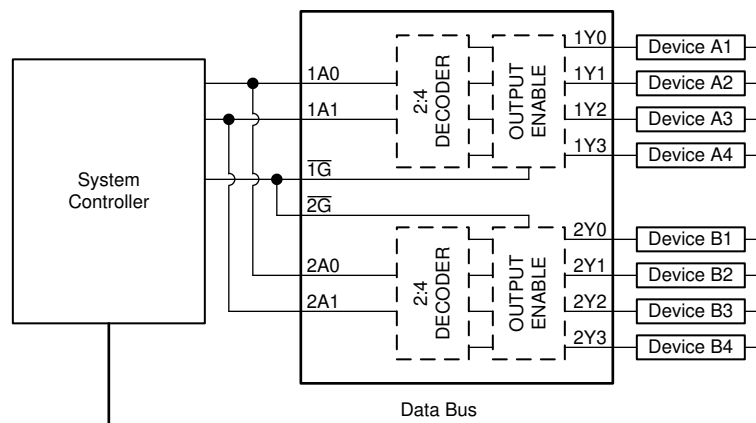 System
Controller
1A0
1A1
1G
2G
2A0
2A1
2:4
DECODER
OUTPUT
ENABLE
1Y0
1Y1
1Y2
1Y3
Device A1
Device A2
Device A3
Device A4
2:4
DECODER
OUTPUT
ENABLE
2Y0
2Y1
2Y2
2Y3
Device B1
Device B2
Device B3
Device B4
Data Bus